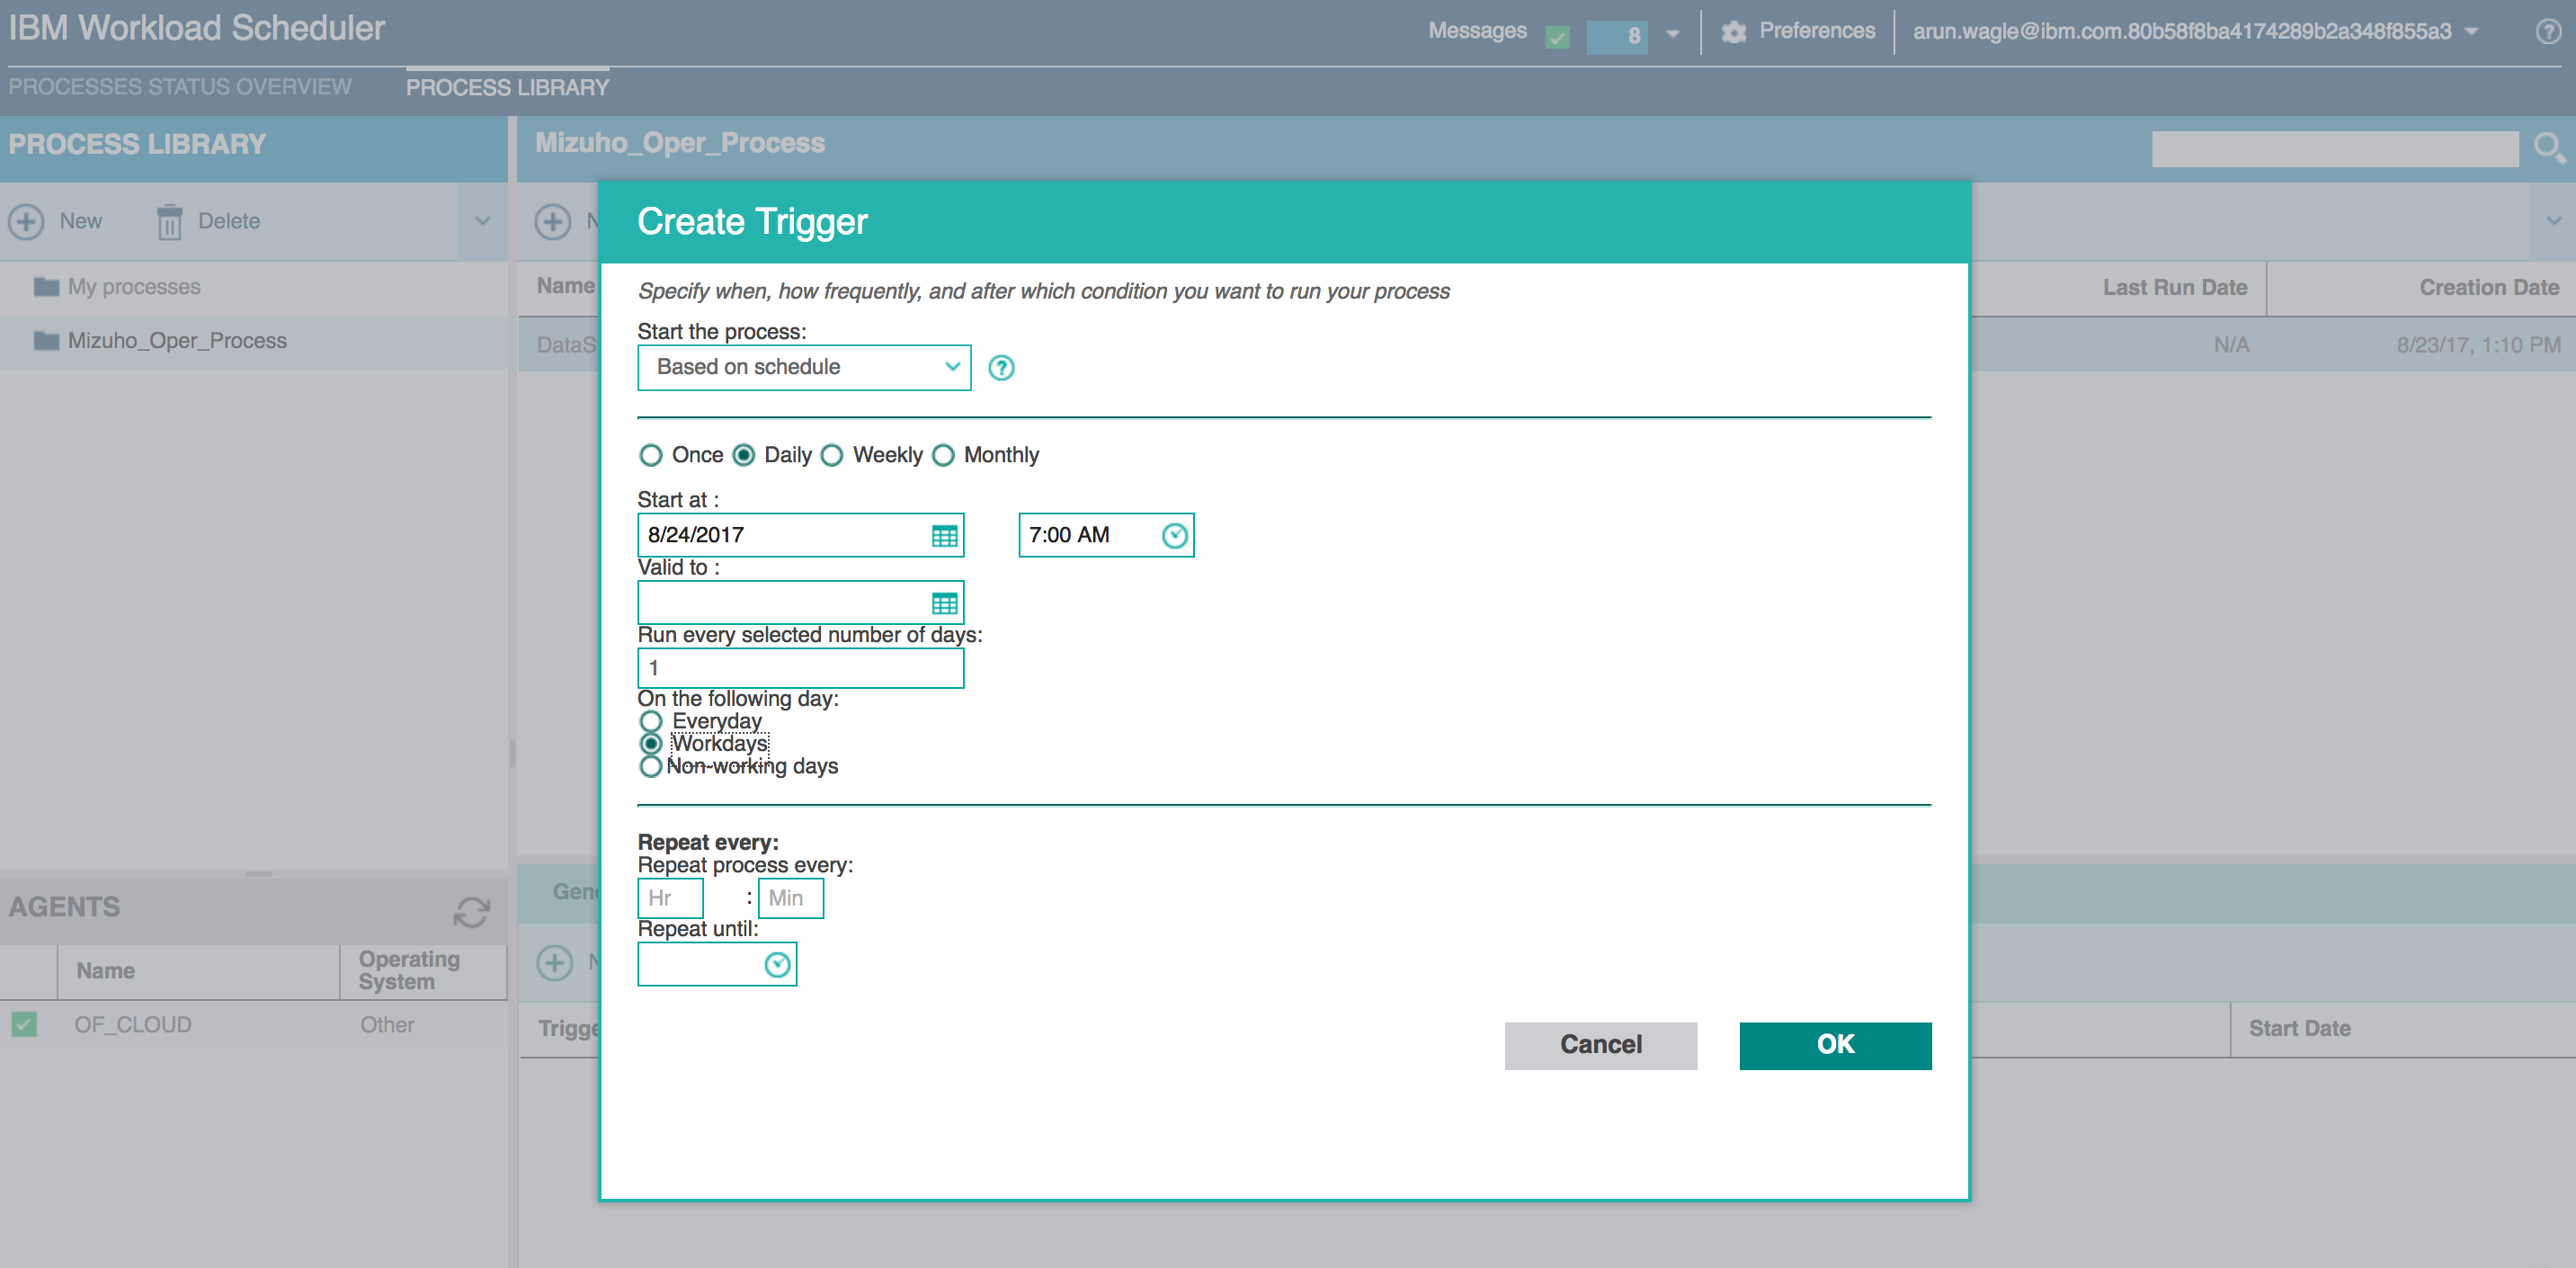 IBM Workload Scheduler
Messages 8 Preferences arun.wagle@ibm.com.80b58f8ba4174289b2a348f855a3 ?
PROCESSES STATUS OVERVIEW PROCESS LIBRARY
PROCESS LIBRARY
Mizuho_Oper_Process
New Delete
My processes
Mizuho_Oper_Process
Name
Last Run Date Creation Date
DataS
N/A 8/23/17, 1:10 PM
Create Trigger
Specify when, how frequently, and after which condition you want to run your process
Start the process:
Based on schedule ?
Once Daily Weekly Monthly
Start at :
8/24/2017 7:00 AM
Valid to :
Run every selected number of days:
1
On the following day:
Everyday
Workdays
Non-working days
Repeat every:
Repeat process every:
Hr : Min
Repeat until:
Cancel OK
AGENTS
Name Operating System
OF_CLOUD Other
Gene
N
Trigge
Start Date